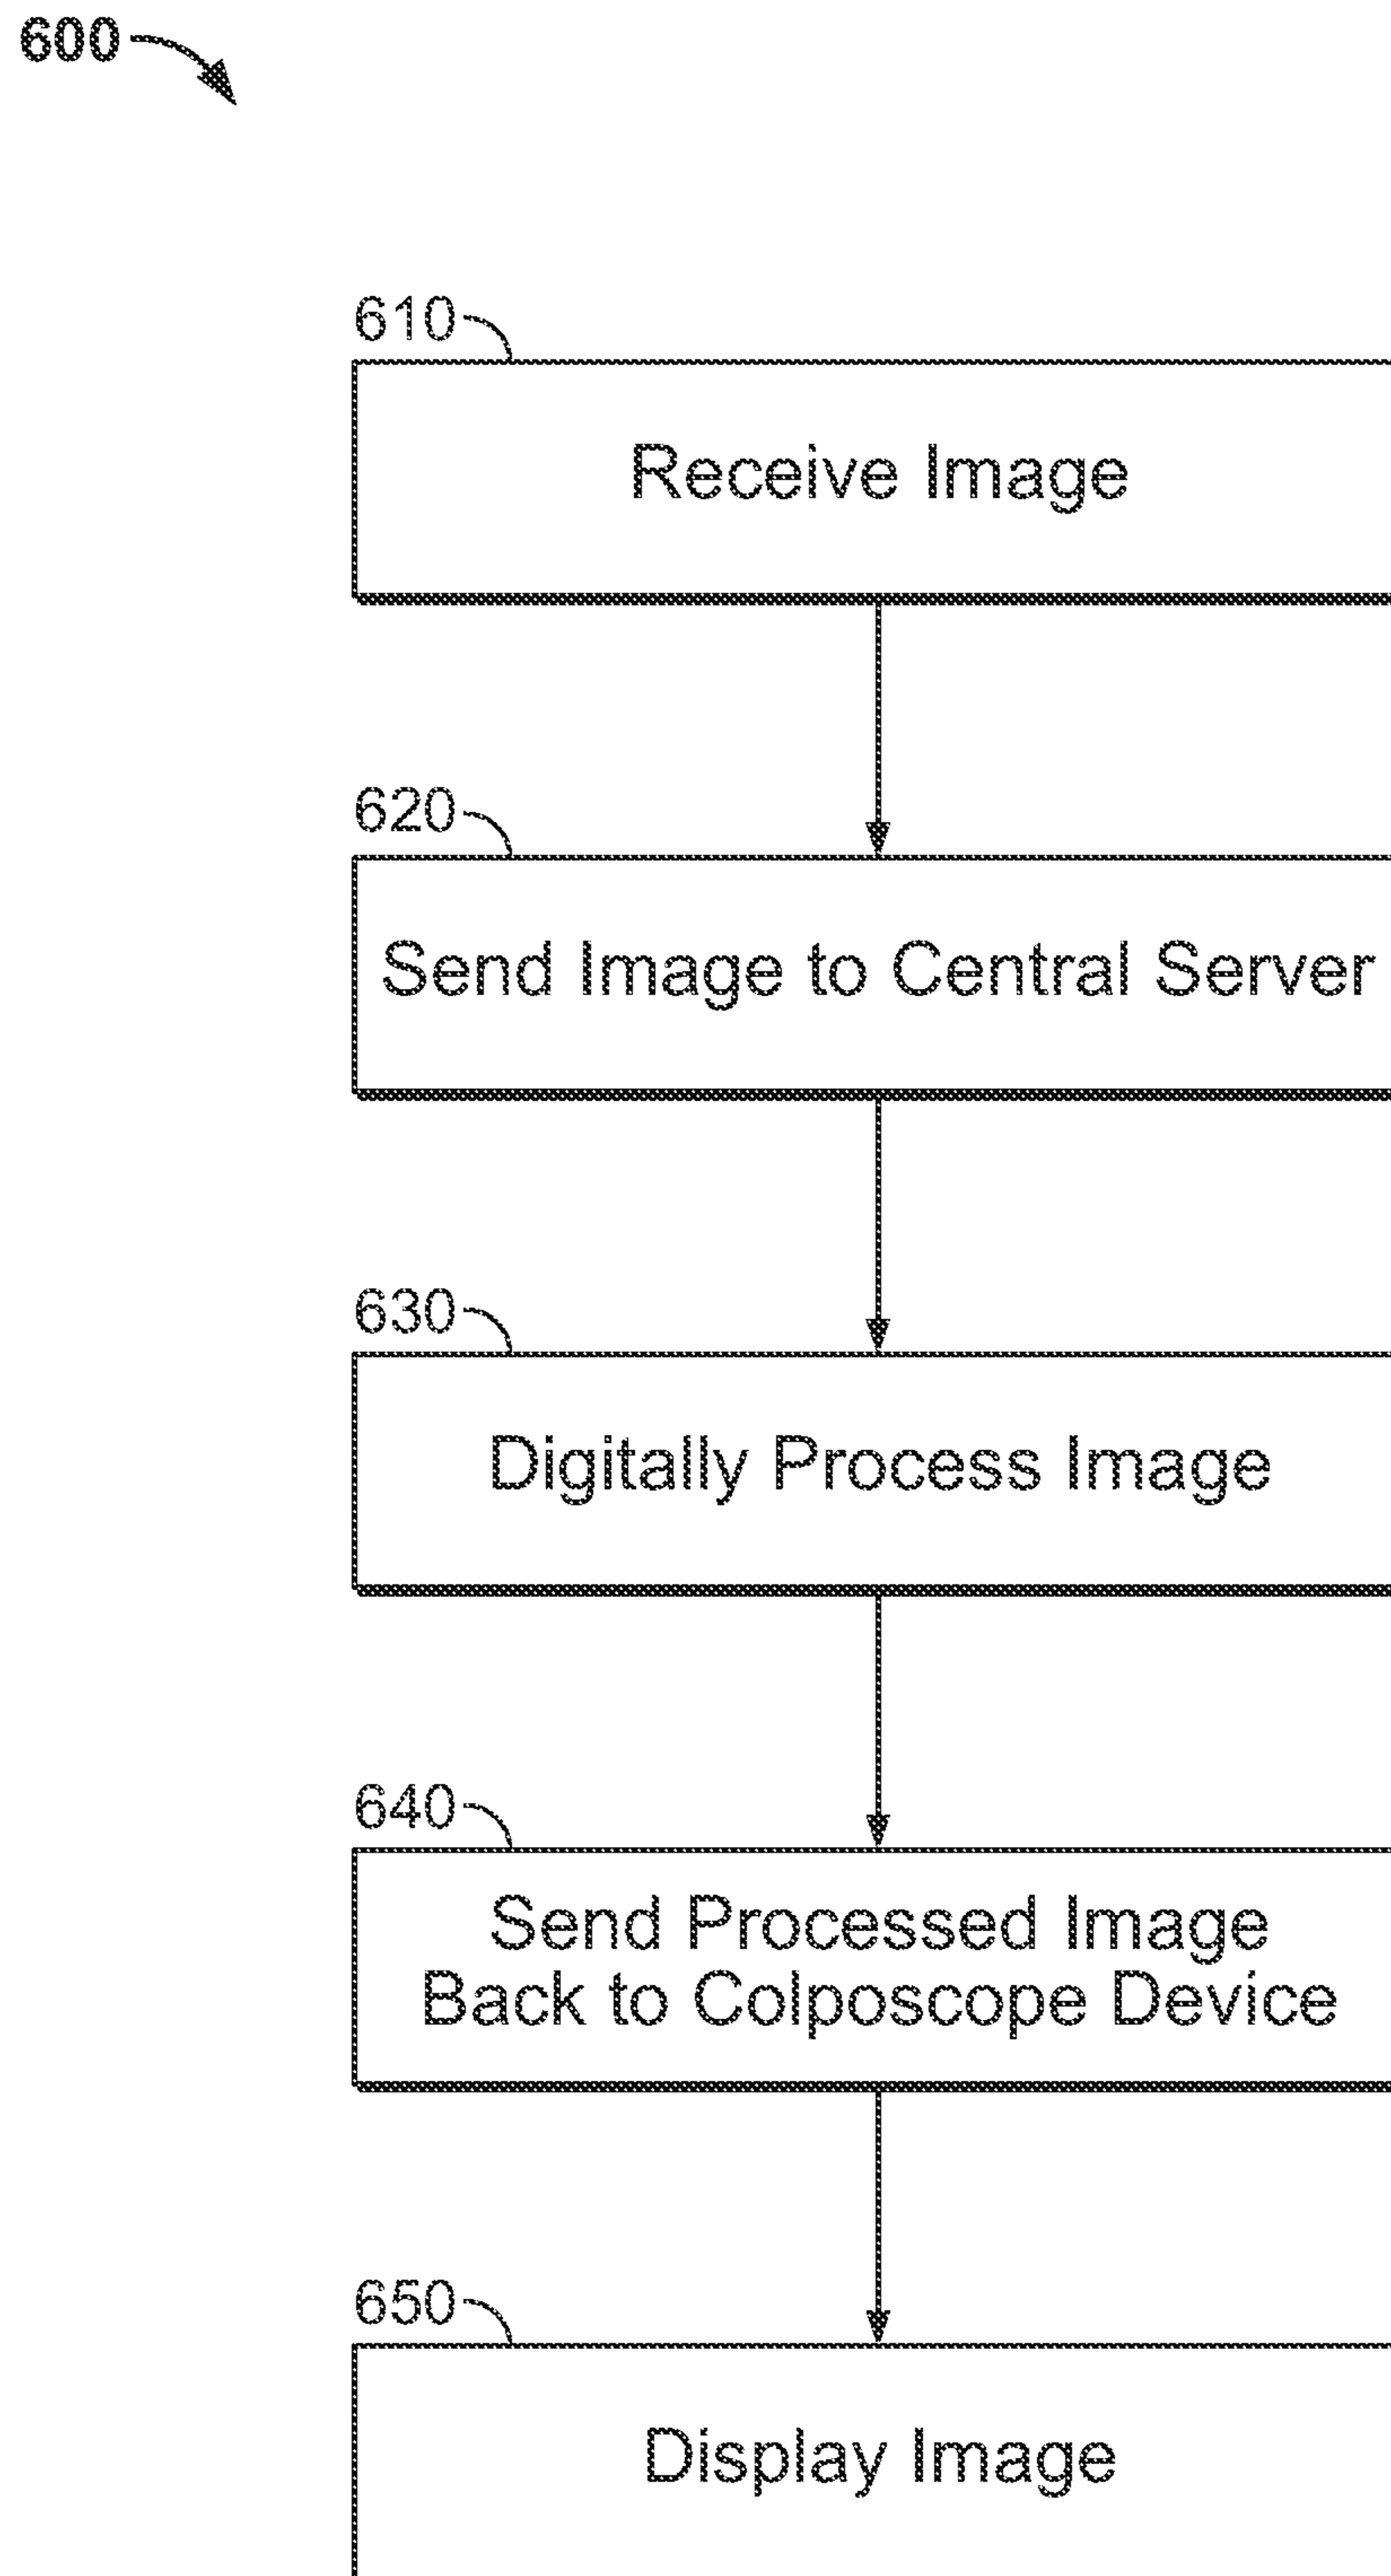 600
610
Receive Image
620
Send Image to Central Server
630
Digitally Process Image
640
Send Processed Image
Back to Colposcope Device
650
Display Image